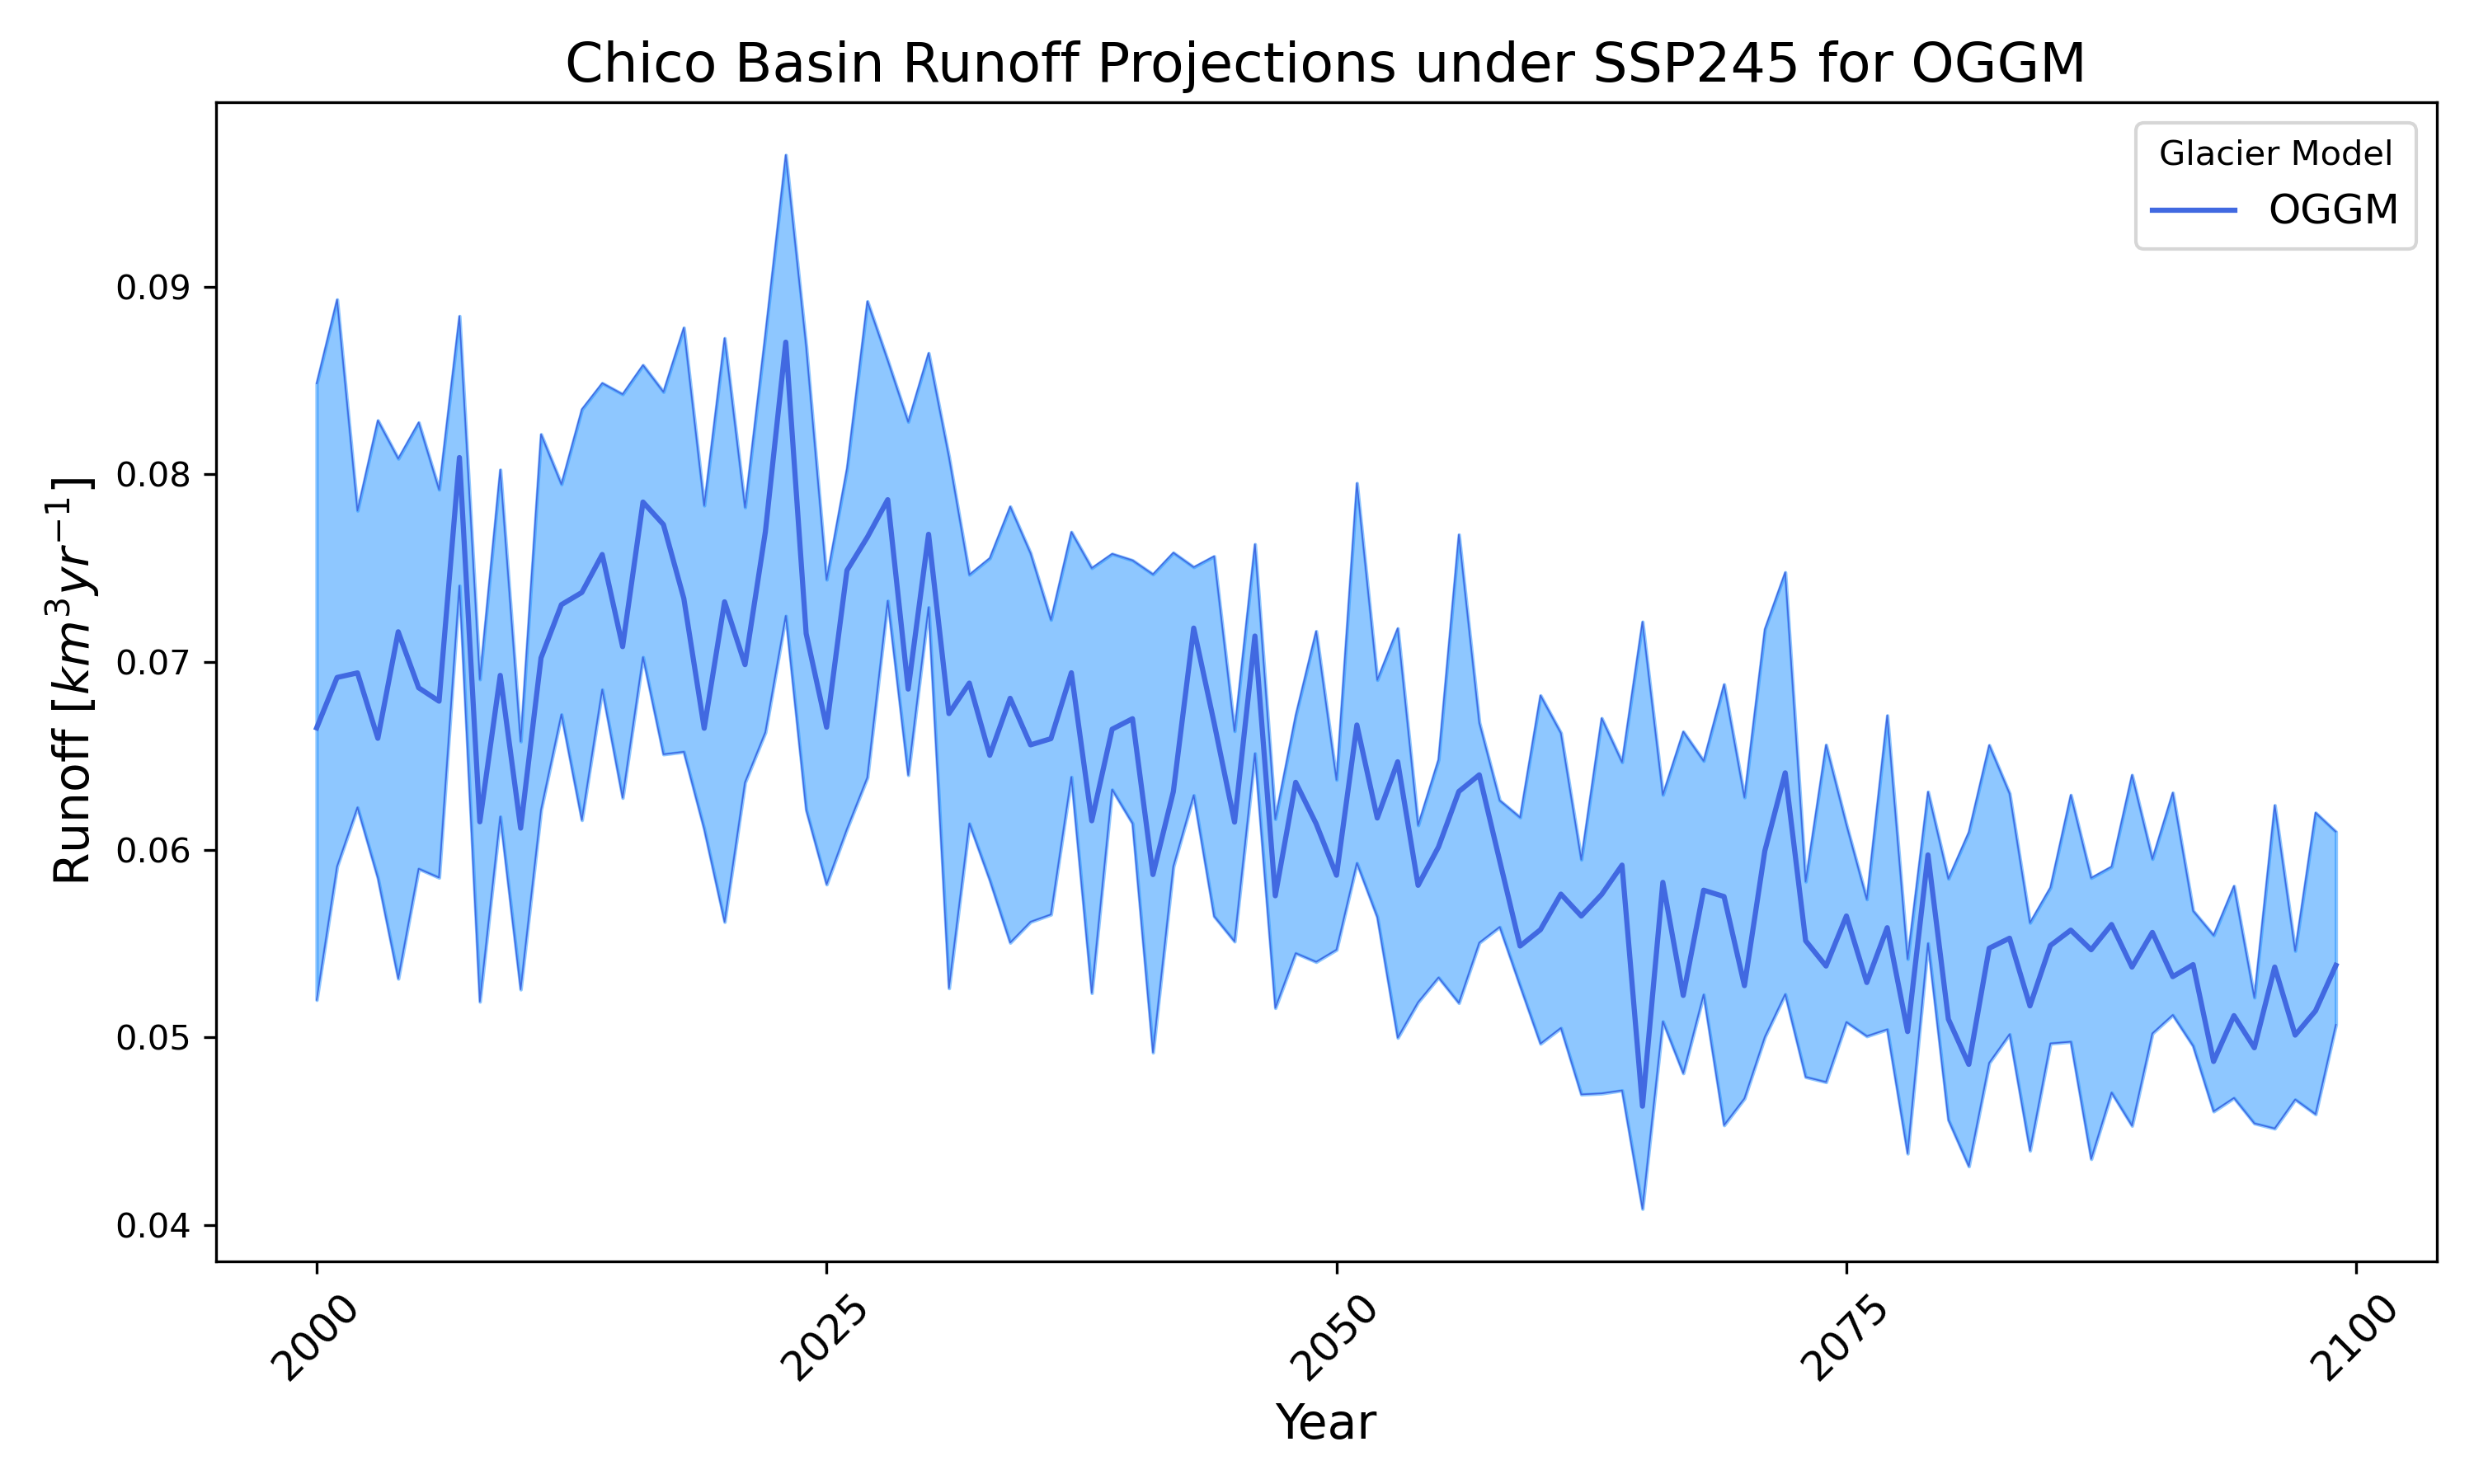 Chico Basin Runoff Projections under SSP245 for OGGM
Glacier Model
OGGM
0.09
0.08
0.07
0.06
0.05
0.04
Runoff [km³yr⁻¹]
2000
2025
2050
2075
2100
Year